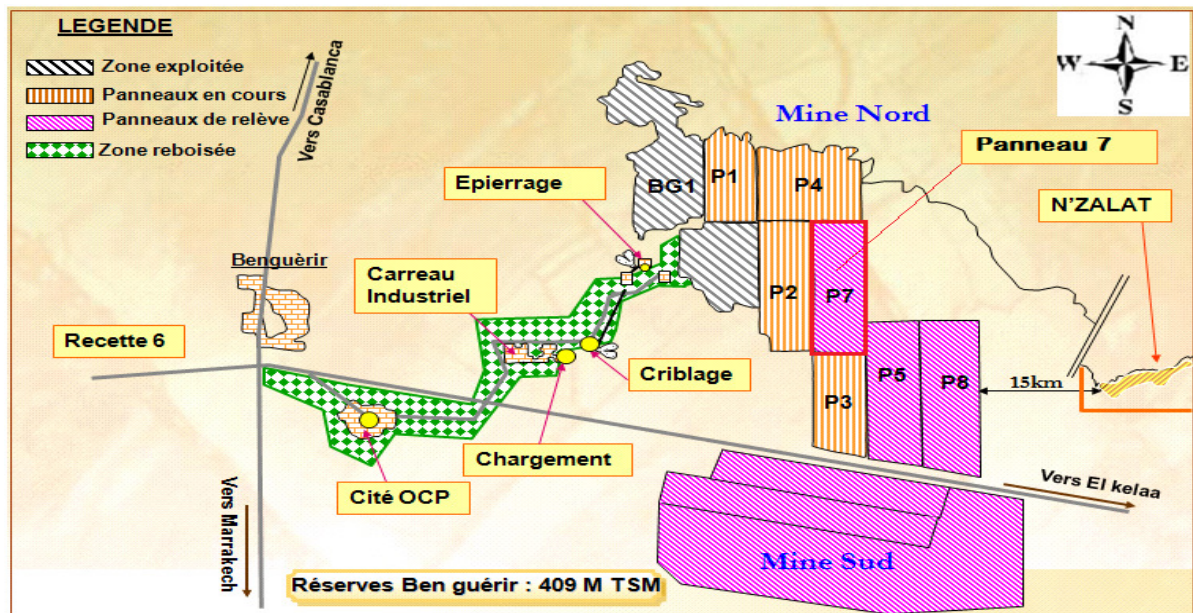 LEGENDE
Zone exploitée
Panneaux en cours
Panneaux de relève
Zone reboisée
Vers Casablanca
N
W
E
S
Mine Nord
Panneau 7
N'ZALAT
Epierrage
BG1
P1
P4
Benguèrir
Carreau
Industriel
P2
P7
Recette 6
Criblage
P5
P8
15km
P3
Chargement
Cité OCP
Vers El kelaa
Vers Marrakech
Mine Sud
Réserves Ben guérir : 409 M TSM